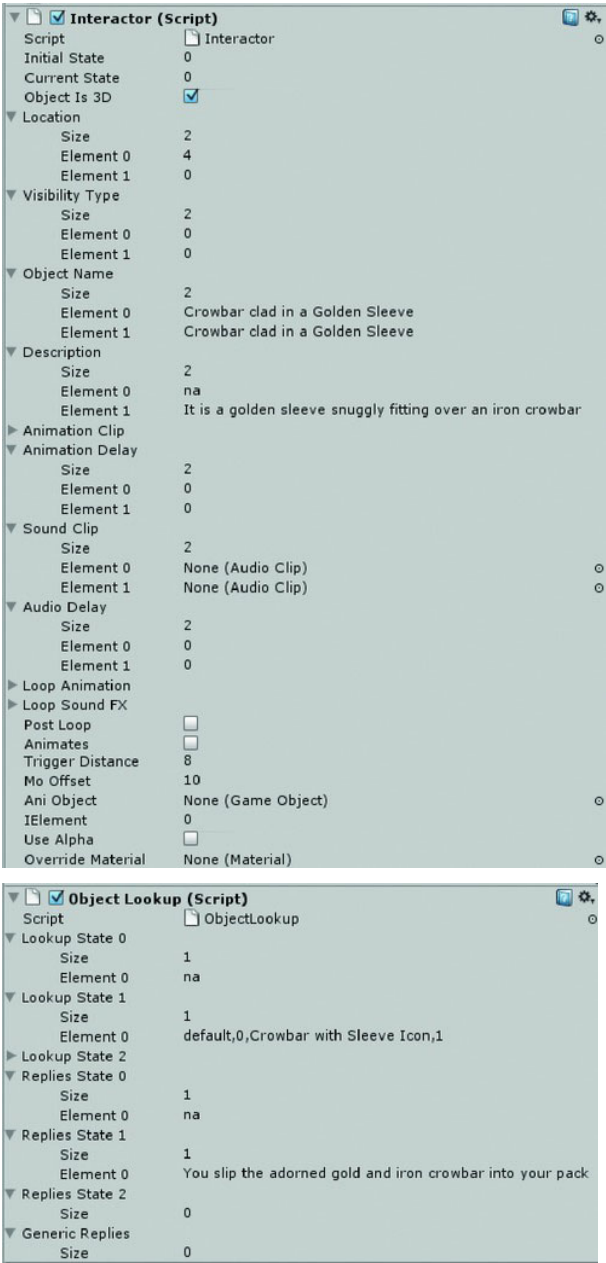 Interactor (Script)
Script Interactor
Initial State 0
Current State 0
Object Is 3D
Location
Size 2
Element 0 4
Element 1 0
Visibility Type
Size 2
Element 0 0
Element 1 0
Object Name
Size 2
Element 0 Crowbar clad in a Golden Sleeve
Element 1 Crowbar clad in a Golden Sleeve
Description
Size 2
Element 0 na
Element 1 It is a golden sleeve snuggly fitting over an iron crowbar
Animation Clip
Animation Delay
Size 2
Element 0 0
Element 1 0
Sound Clip
Size 2
Element 0 None (Audio Clip)
Element 1 None (Audio Clip)
Audio Delay
Size 2
Element 0 0
Element 1 0
Loop Animation
Loop Sound FX
Post Loop
Animates
Trigger Distance 8
Mo Offset 10
Ani Object None (Game Object)
IElement 0
Use Alpha
Override Material None (Material)
Object Lookup (Script)
Script ObjectLookup
Lookup State 0
Size 1
Element 0 na
Lookup State 1
Size 1
Element 0 default,0,Crowbar with Sleeve Icon,1
Lookup State 2
Replies State 0
Size 1
Element 0 na
Replies State 1
Size 1
Element 0 You slip the adorned gold and iron crowbar into your pack
Replies State 2
Size 0
Generic Replies
Size 0